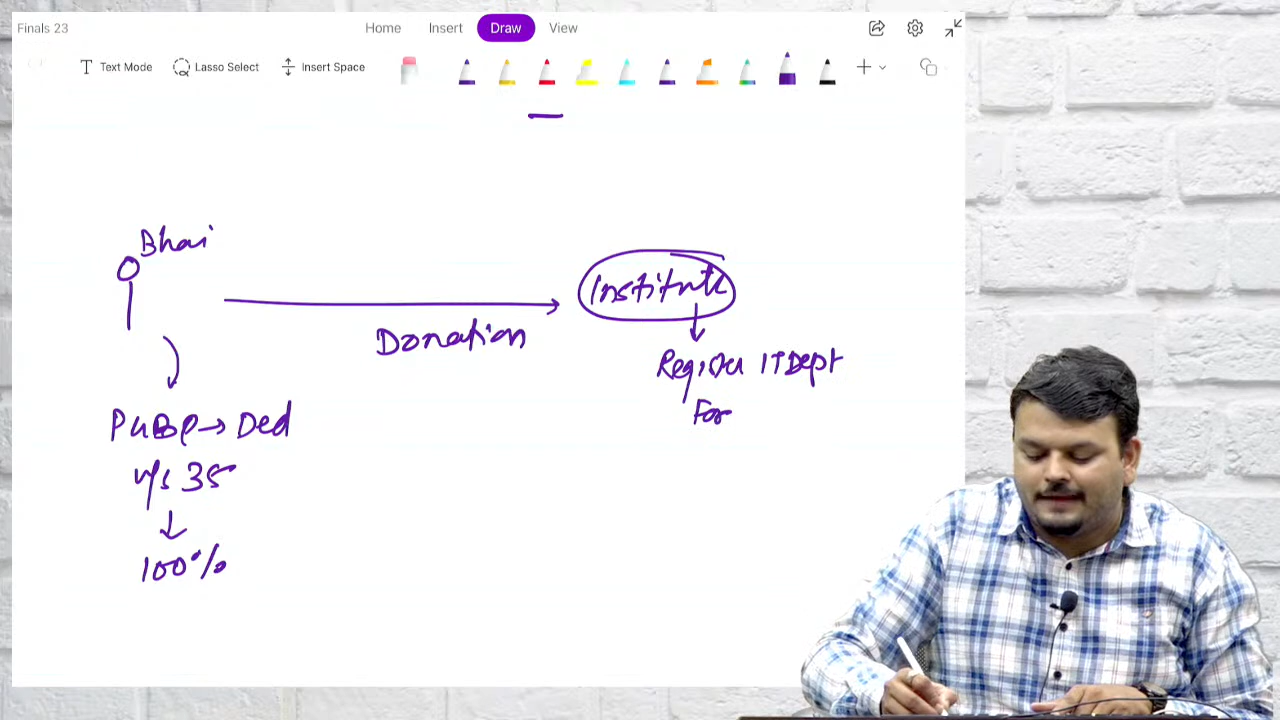 Finals 23
Home Insert Draw View
Text Mode Lasso Select Insert Space
Bhai
Institute
Donation
Register IT Dept
For
PGBP → Ded
u/s 35
100%